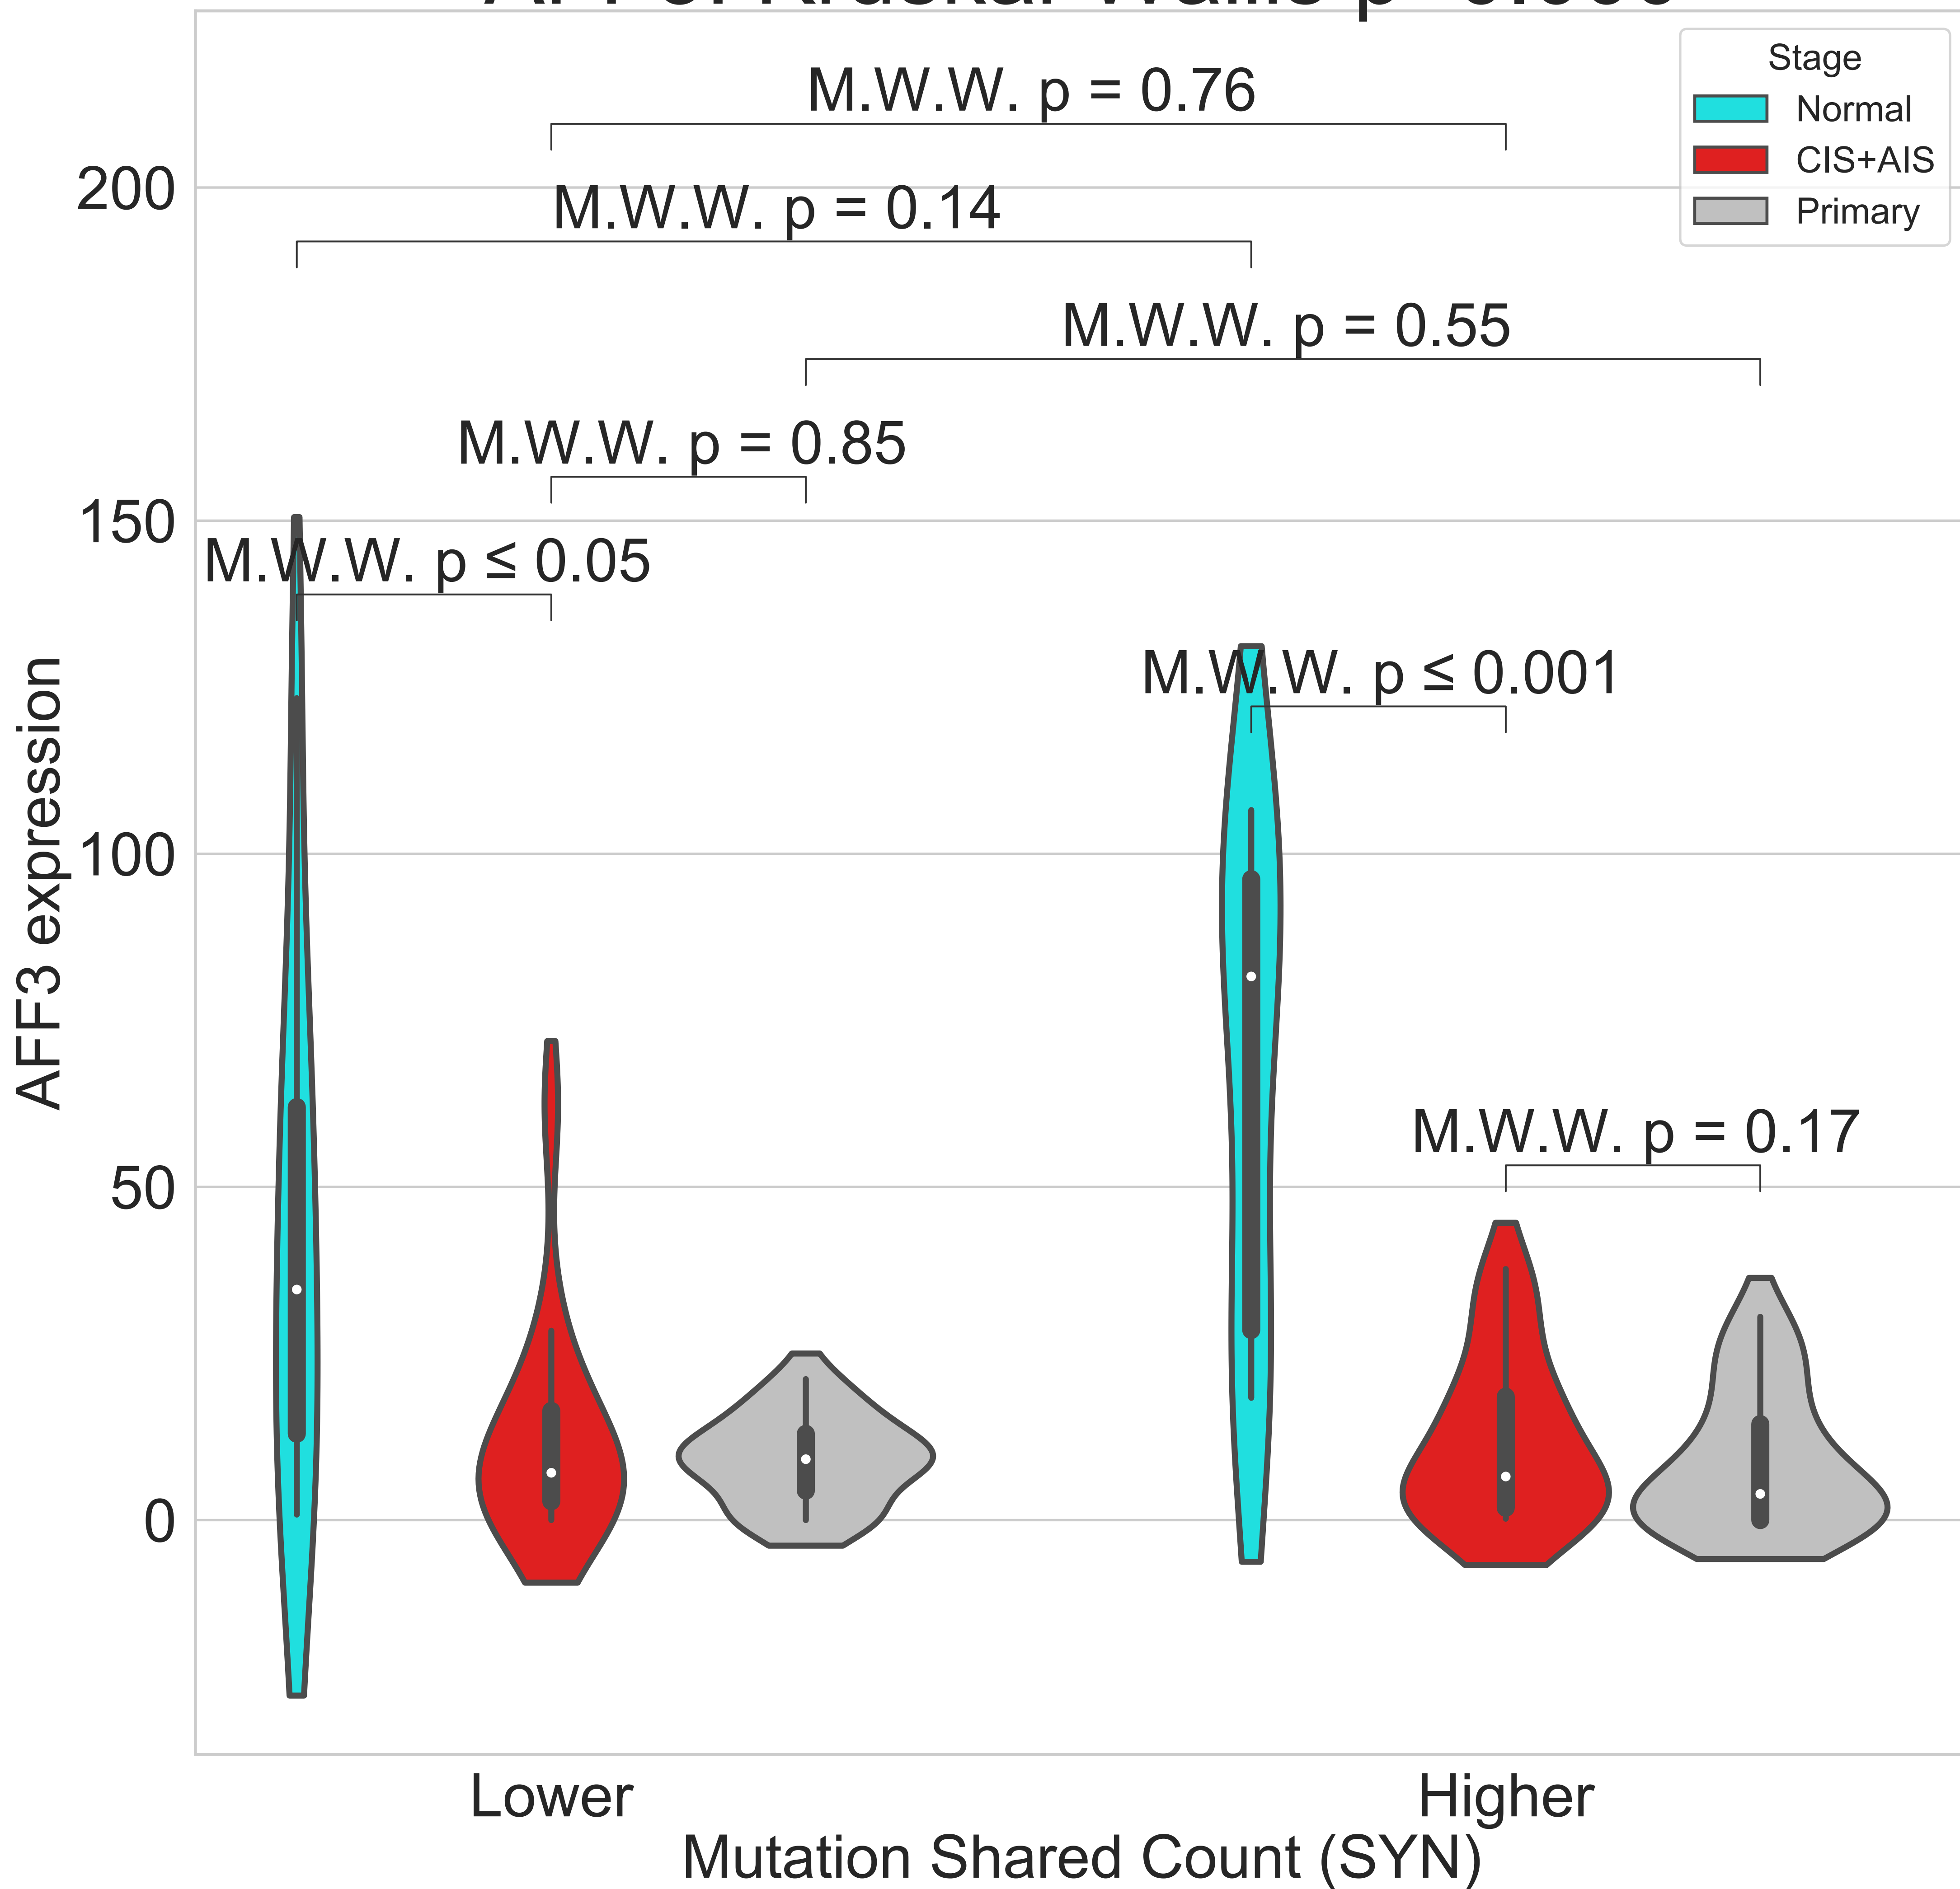 Stage
Normal
CIS+AIS
Primary
M.W.W. p = 0.76
M.W.W. p = 0.14
M.W.W. p = 0.55
M.W.W. p = 0.85
M.W.W. p ≤ 0.05
M.W.W. p ≤ 0.001
M.W.W. p = 0.17
200
150
100
50
0
AFF3 expression
Lower
Higher
Mutation Shared Count (SYN)